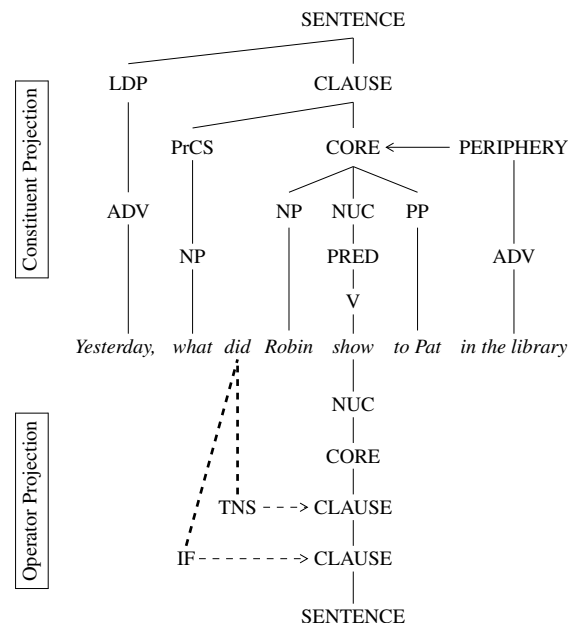 SENTENCE
LDP CLAUSE
PrCS CORE PERIPHERY
ADV NP NUC PP
NP PRED ADV
V
Yesterday, what did Robin show to Pat in the library
NUC
CORE
TNS CLAUSE
IF CLAUSE
SENTENCE
Constituent Projection
Operator Projection